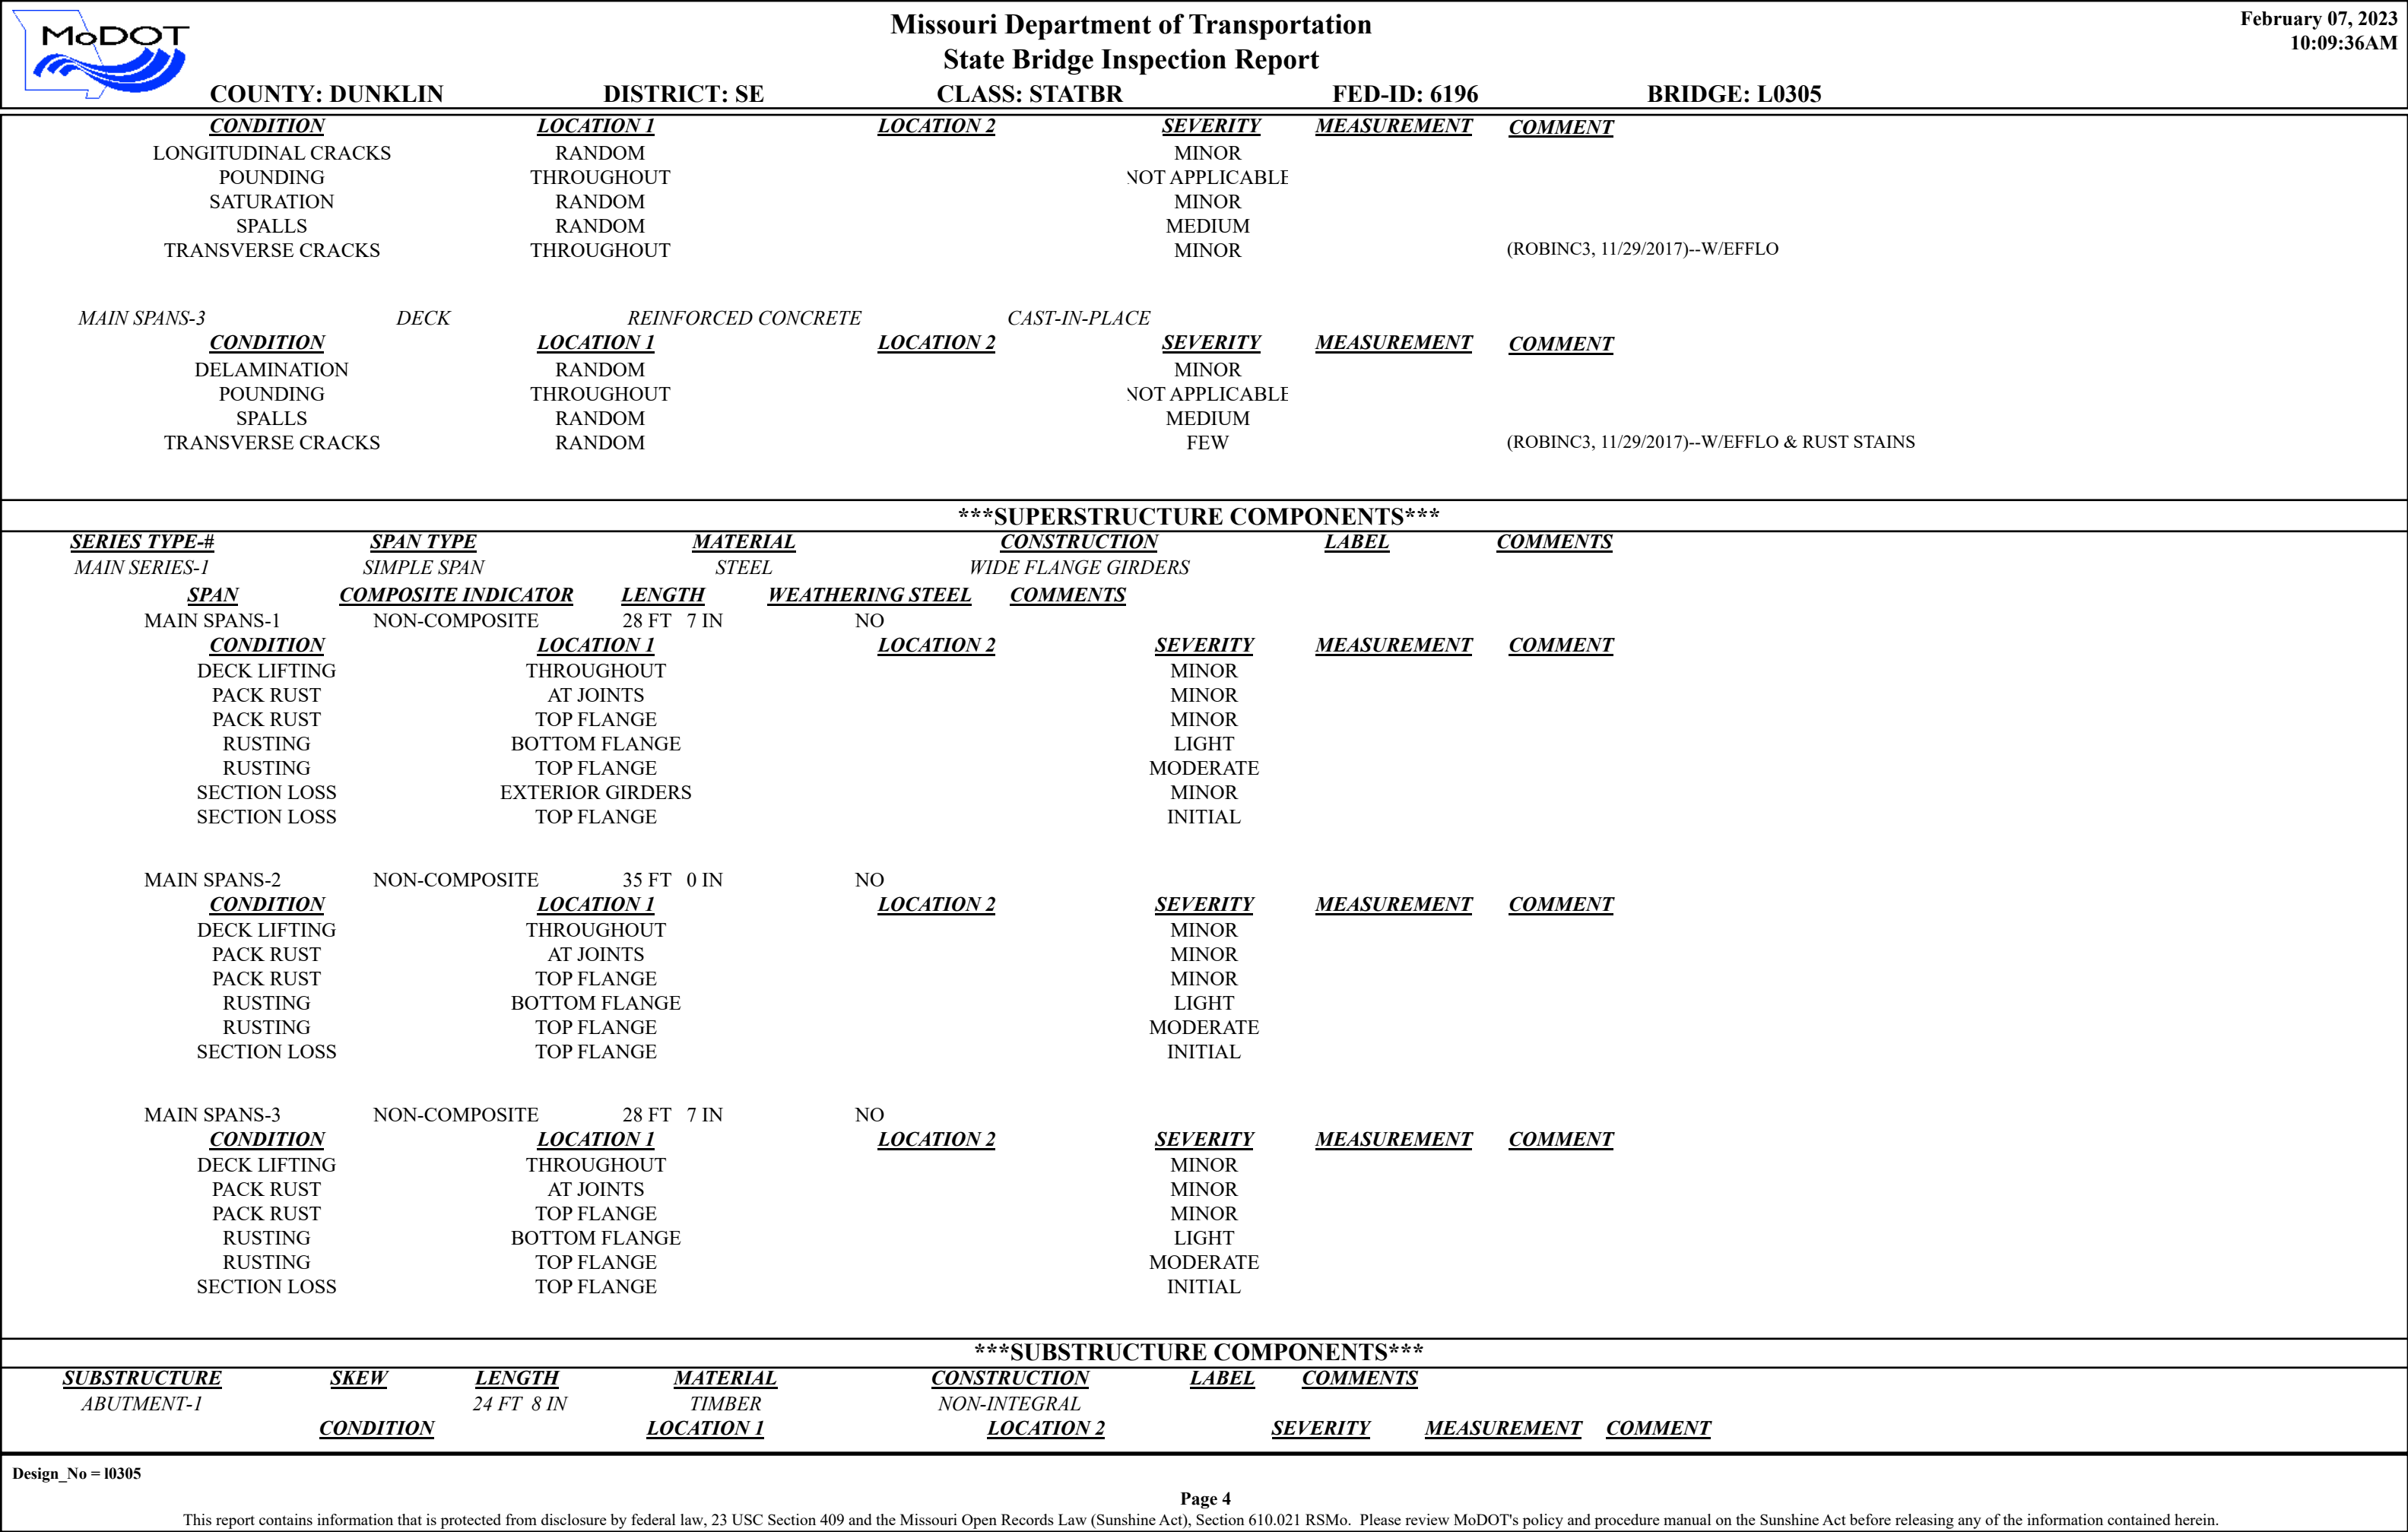 MoDOT
Missouri Department of Transportation
State Bridge Inspection Report
February 07, 2023
10:09:36AM
COUNTY: DUNKLIN DISTRICT: SE CLASS: STATBR FED-ID: 6196 BRIDGE: L0305
CONDITION LOCATION 1 LOCATION 2 SEVERITY MEASUREMENT COMMENT
LONGITUDINAL CRACKS RANDOM MINOR
POUNDING THROUGHOUT NOT APPLICABLE
SATURATION RANDOM MINOR
SPALLS RANDOM MEDIUM
TRANSVERSE CRACKS THROUGHOUT MINOR (ROBINC3, 11/29/2017)--W/EFFLO
MAIN SPANS-3 DECK REINFORCED CONCRETE CAST-IN-PLACE
CONDITION LOCATION 1 LOCATION 2 SEVERITY MEASUREMENT COMMENT
DELAMINATION RANDOM MINOR
POUNDING THROUGHOUT NOT APPLICABLE
SPALLS RANDOM MEDIUM
TRANSVERSE CRACKS RANDOM FEW (ROBINC3, 11/29/2017)--W/EFFLO & RUST STAINS
***SUPERSTRUCTURE COMPONENTS***
SERIES TYPE-# SPAN TYPE MATERIAL CONSTRUCTION LABEL COMMENTS
MAIN SERIES-1 SIMPLE SPAN STEEL WIDE FLANGE GIRDERS
SPAN COMPOSITE INDICATOR LENGTH WEATHERING STEEL COMMENTS
MAIN SPANS-1 NON-COMPOSITE 28 FT 7 IN NO
CONDITION LOCATION 1 LOCATION 2 SEVERITY MEASUREMENT COMMENT
DECK LIFTING THROUGHOUT MINOR
PACK RUST AT JOINTS MINOR
PACK RUST TOP FLANGE MINOR
RUSTING BOTTOM FLANGE LIGHT
RUSTING TOP FLANGE MODERATE
SECTION LOSS EXTERIOR GIRDERS MINOR
SECTION LOSS TOP FLANGE INITIAL
MAIN SPANS-2 NON-COMPOSITE 35 FT 0 IN NO
CONDITION LOCATION 1 LOCATION 2 SEVERITY MEASUREMENT COMMENT
DECK LIFTING THROUGHOUT MINOR
PACK RUST AT JOINTS MINOR
PACK RUST TOP FLANGE MINOR
RUSTING BOTTOM FLANGE LIGHT
RUSTING TOP FLANGE MODERATE
SECTION LOSS TOP FLANGE INITIAL
MAIN SPANS-3 NON-COMPOSITE 28 FT 7 IN NO
CONDITION LOCATION 1 LOCATION 2 SEVERITY MEASUREMENT COMMENT
DECK LIFTING THROUGHOUT MINOR
PACK RUST AT JOINTS MINOR
PACK RUST TOP FLANGE MINOR
RUSTING BOTTOM FLANGE LIGHT
RUSTING TOP FLANGE MODERATE
SECTION LOSS TOP FLANGE INITIAL
***SUBSTRUCTURE COMPONENTS***
SUBSTRUCTURE SKEW LENGTH MATERIAL CONSTRUCTION LABEL COMMENTS
ABUTMENT-1 24 FT 8 IN TIMBER NON-INTEGRAL
CONDITION LOCATION 1 LOCATION 2 SEVERITY MEASUREMENT COMMENT
Design_No = l0305
Page 4
This report contains information that is protected from disclosure by federal law, 23 USC Section 409 and the Missouri Open Records Law (Sunshine Act), Section 610.021 RSMo. Please review MoDOT's policy and procedure manual on the Sunshine Act before releasing any of the information contained herein.